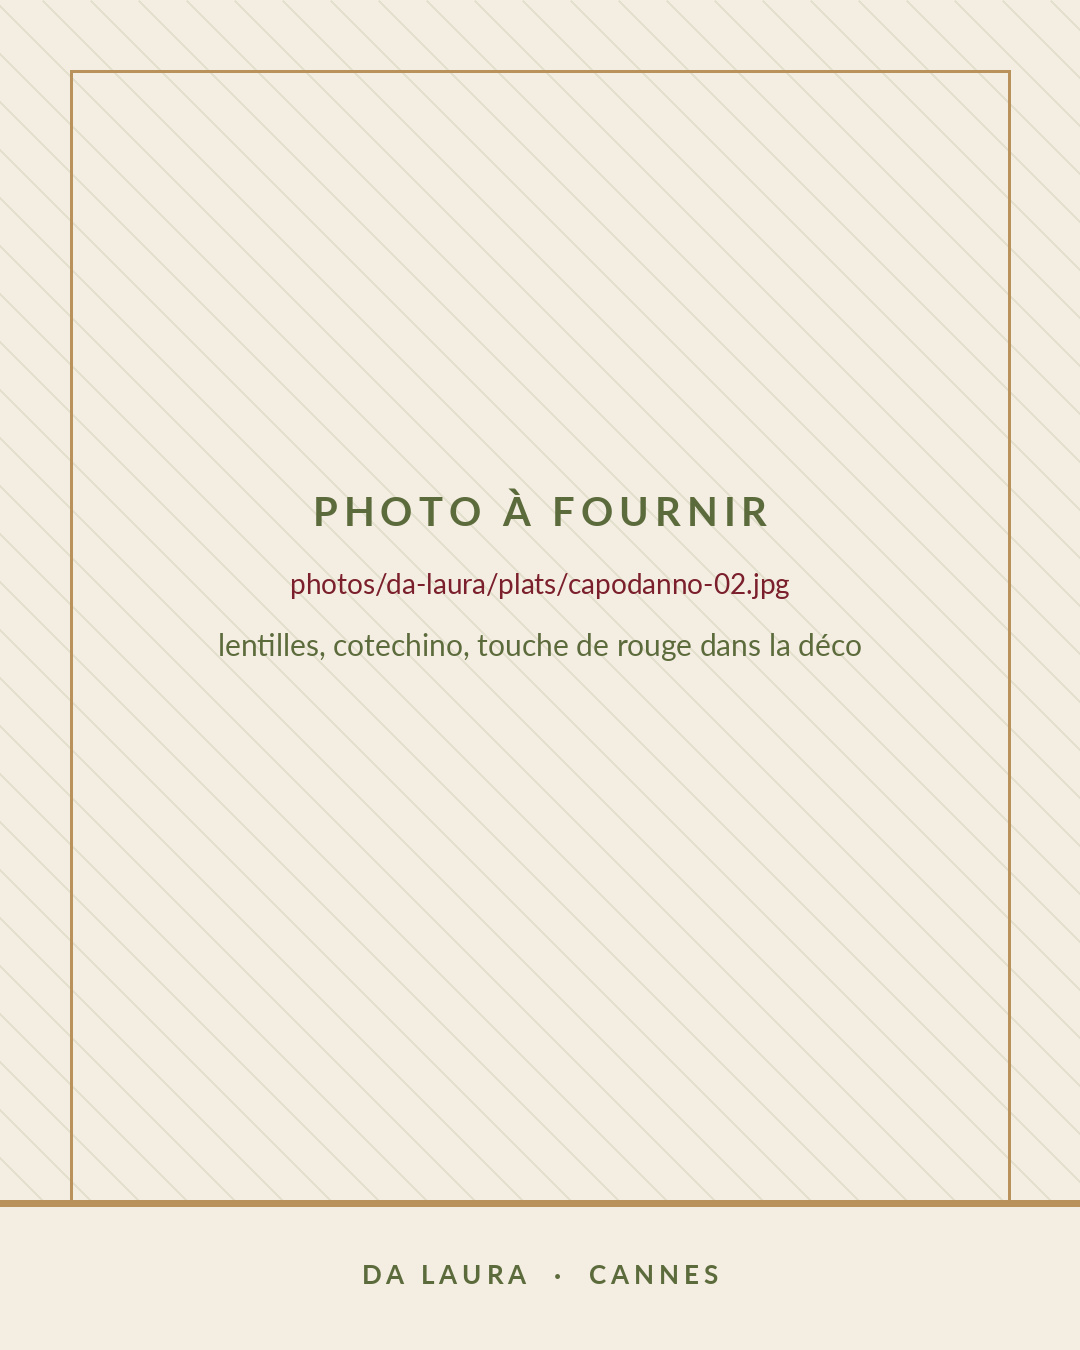 PHOTO À FOURNIR
photos/da-laura/plats/capodanno-02.jpg
lentilles, cotechino, touche de rouge dans la déco
DA LAURA · CANNES